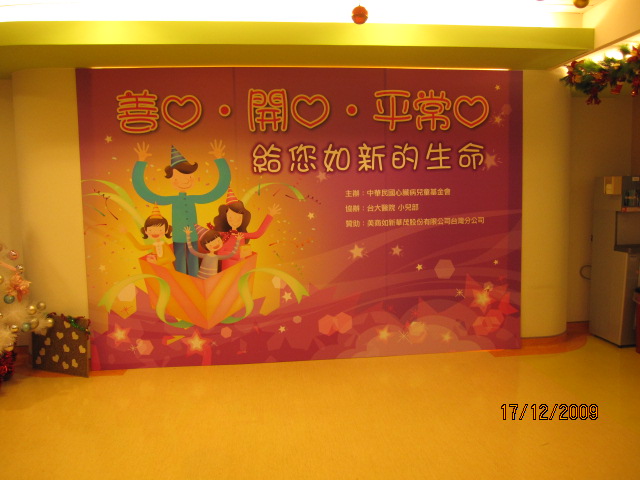 善♡·開♡·平常♡
給您如新的生命
主辦：中華民國心臟病兒童基金會
協辦：台大醫院 小兒部
贊助：美商如新華茂股份有限公司台灣分公司
17/12/2009